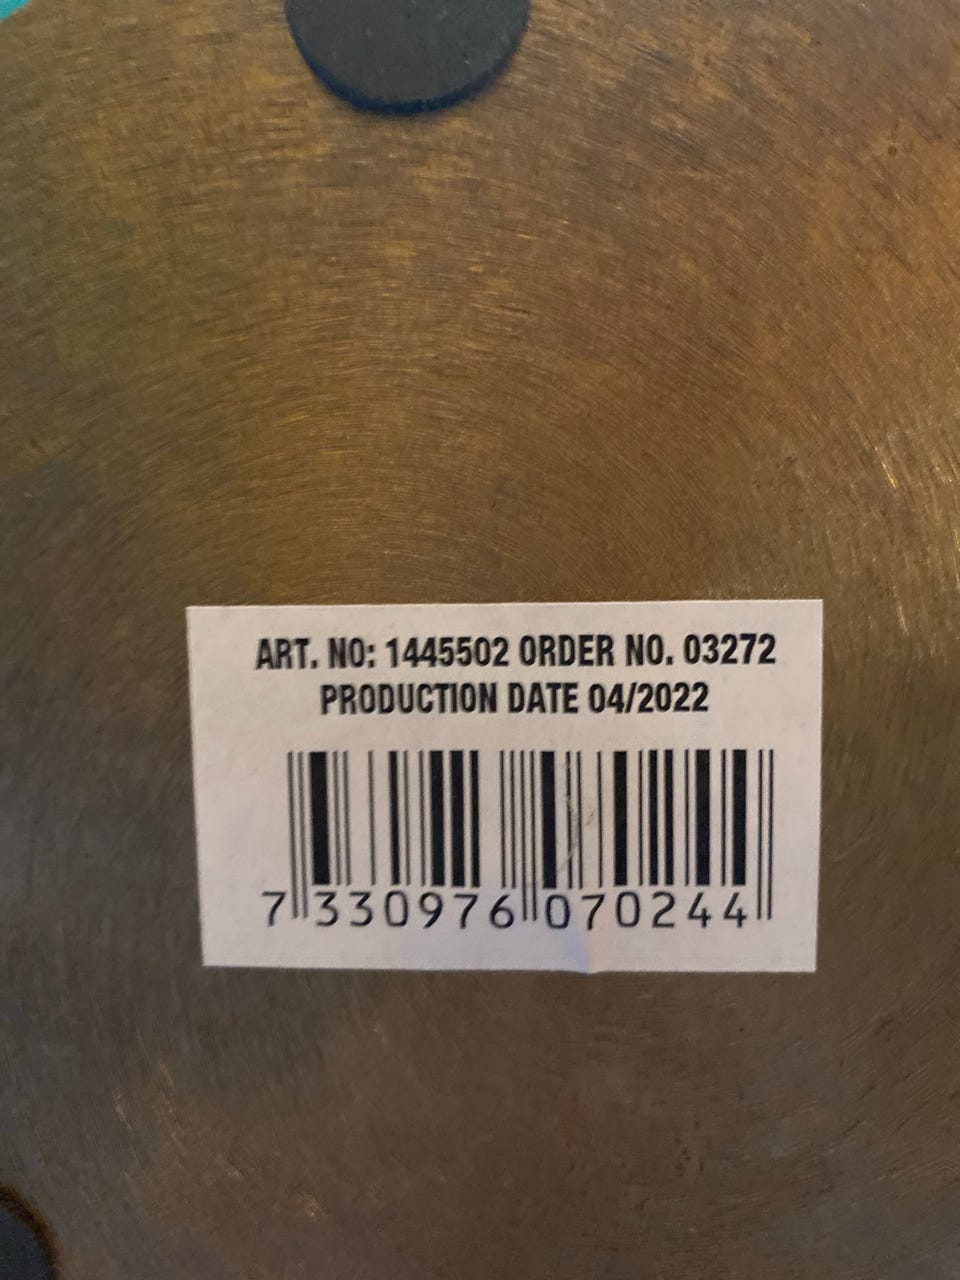 ART. NO: 1445502 ORDER NO. 03272
PRODUCTION DATE 04/2022
7 330976 070244